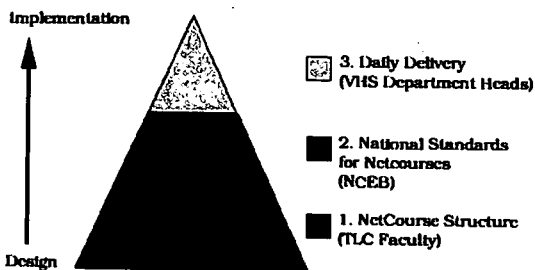 Implementation
3. Daily Delivery
(VHS Department Heads)
2. National Standards
for Netcourses
(NCEB)
1. NetCourse Structure
(TLC Faculty)
Design